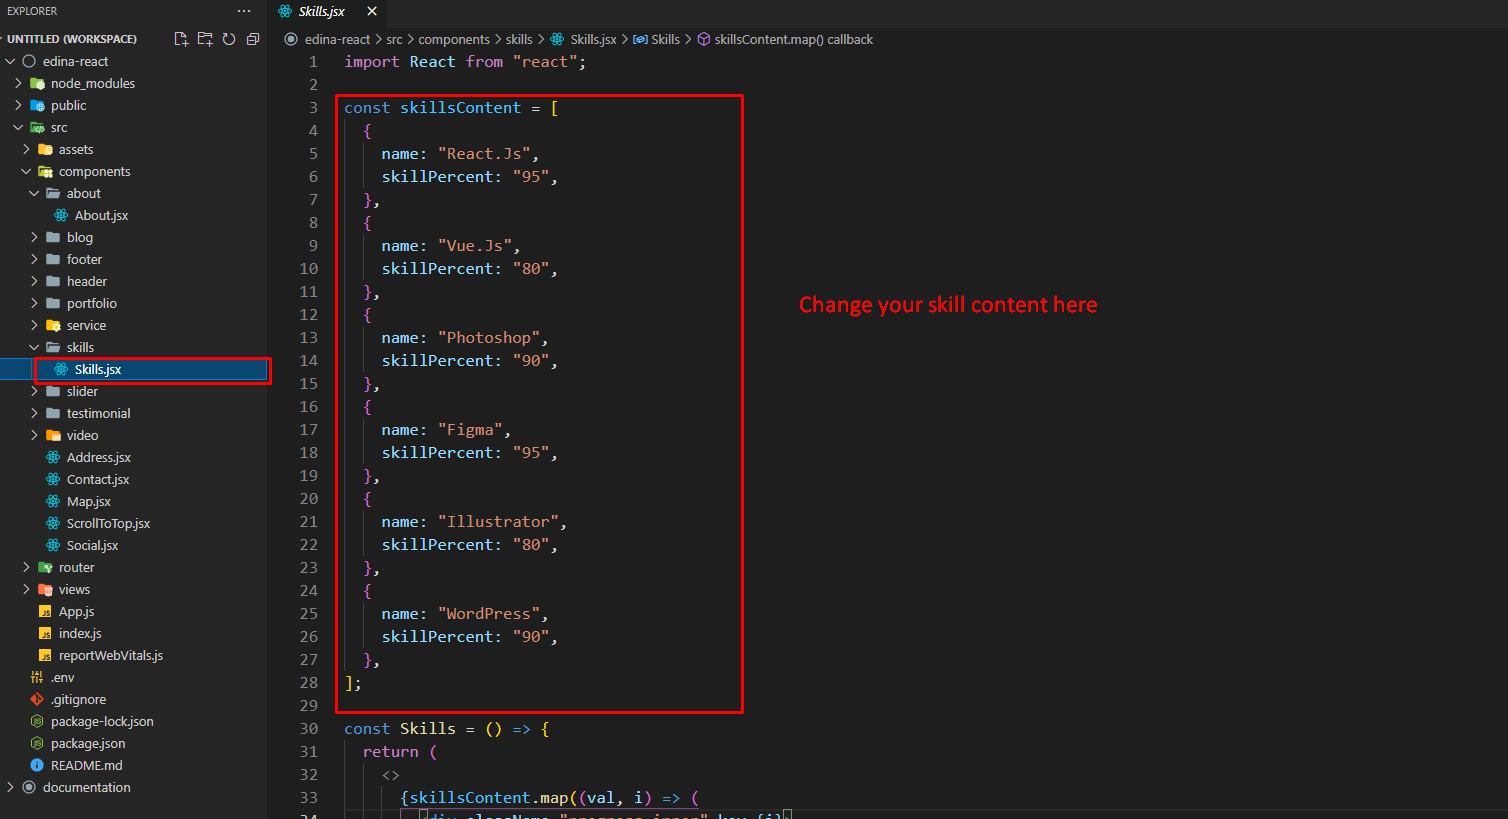 EXPLORER
UNTITLED (WORKSPACE)
edina-react
node_modules
public
src
assets
components
about
About.jsx
blog
footer
header
portfolio
service
skills
Skills.jsx
slider
testimonial
video
Address.jsx
Contact.jsx
Map.jsx
ScrollToTop.jsx
Social.jsx
router
views
JS App.js
JS index.js
JS reportWebVitals.js
.env
.gitignore
package-lock.json
package.json
README.md
documentation
Skills.jsx
edina-react > src > components > skills > Skills.jsx > Skills > skillsContent.map() callback
1 import React from "react";
2
3 const skillsContent = [
4 {
5 name: "React.Js",
6 skillPercent: "95",
7 },
8 {
9 name: "Vue.Js",
10 skillPercent: "80",
11 },
12 {
13 name: "Photoshop",
14 skillPercent: "90",
15 },
16 {
17 name: "Figma",
18 skillPercent: "95",
19 },
20 {
21 name: "Illustrator",
22 skillPercent: "80",
23 },
24 {
25 name: "WordPress",
26 skillPercent: "90",
27 },
28 ];
29
30 const Skills = () => {
31 return (
32 <>
33 {skillsContent.map((val, i) => (
Change your skill content here